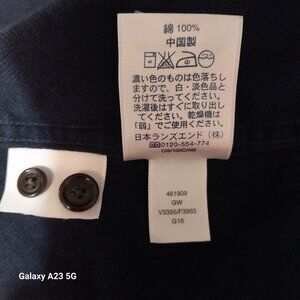 綿 100%
中国製
濃い色のものは色落ちし
ますので、白・淡色品と
分けて洗ってください。
洗濯後はすぐに取り出し
てください。乾燥機は
「弱」でご使用ください。
日本ランズエンド(株)
0120-554-774
461909
GW
V3395/F3965
G16
Galaxy A23 5G